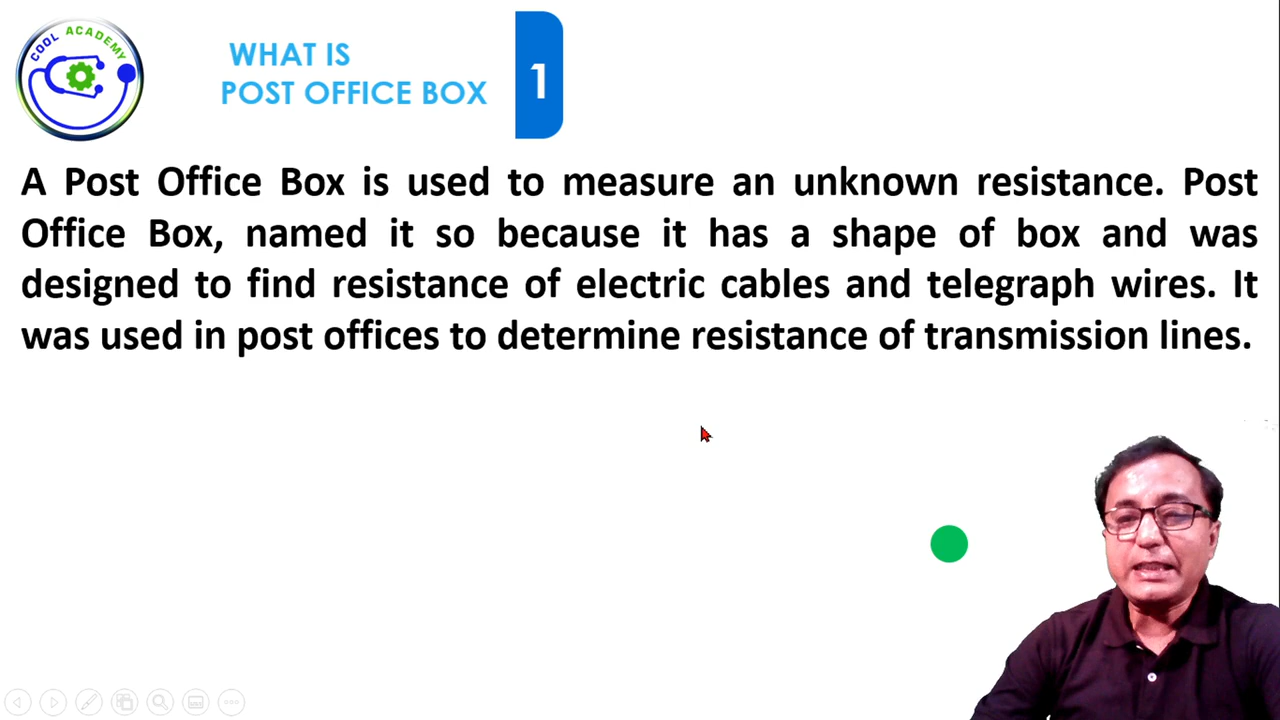 COOL ACADEMY
WHAT IS
POST OFFICE BOX
1
A Post Office Box is used to measure an unknown resistance. Post
Office Box, named it so because it has a shape of box and was
designed to find resistance of electric cables and telegraph wires. It
was used in post offices to determine resistance of transmission lines.